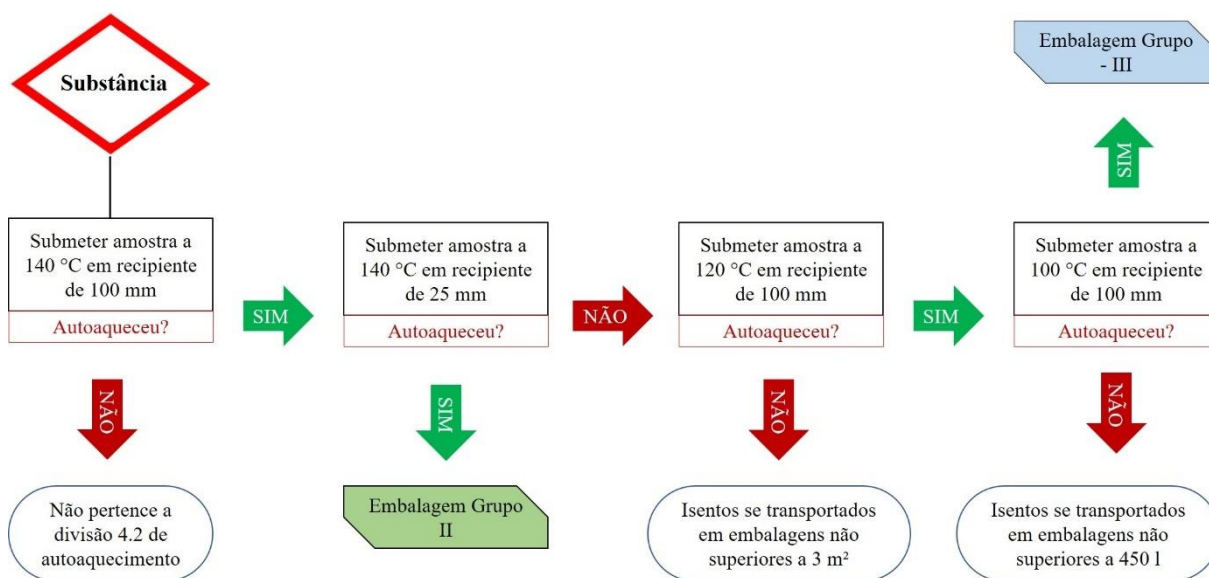 Substância
Submeter amostra a
140 °C em recipiente
de 100 mm
Autoaqueceu?
NÃO
Não pertence a
divisão 4.2 de
autoaquecimento
SIM
Submeter amostra a
140 °C em recipiente
de 25 mm
Autoaqueceu?
SIM
Embalagem Grupo
II
NÃO
Submeter amostra a
120 °C em recipiente
de 100 mm
Autoaqueceu?
NÃO
Isentos se transportados
em embalagens não
superiores a 3 m²
SIM
Submeter amostra a
100 °C em recipiente
de 100 mm
Autoaqueceu?
NÃO
Isentos se transportados
em embalagens não
superiores a 450 l
SIM
Embalagem Grupo
- III